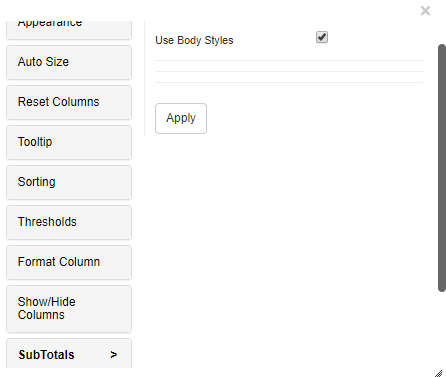 Appearance
Auto Size
Reset Columns
Tooltip
Sorting
Thresholds
Format Column
Show/Hide
Columns
SubTotals >
Use Body Styles
Apply